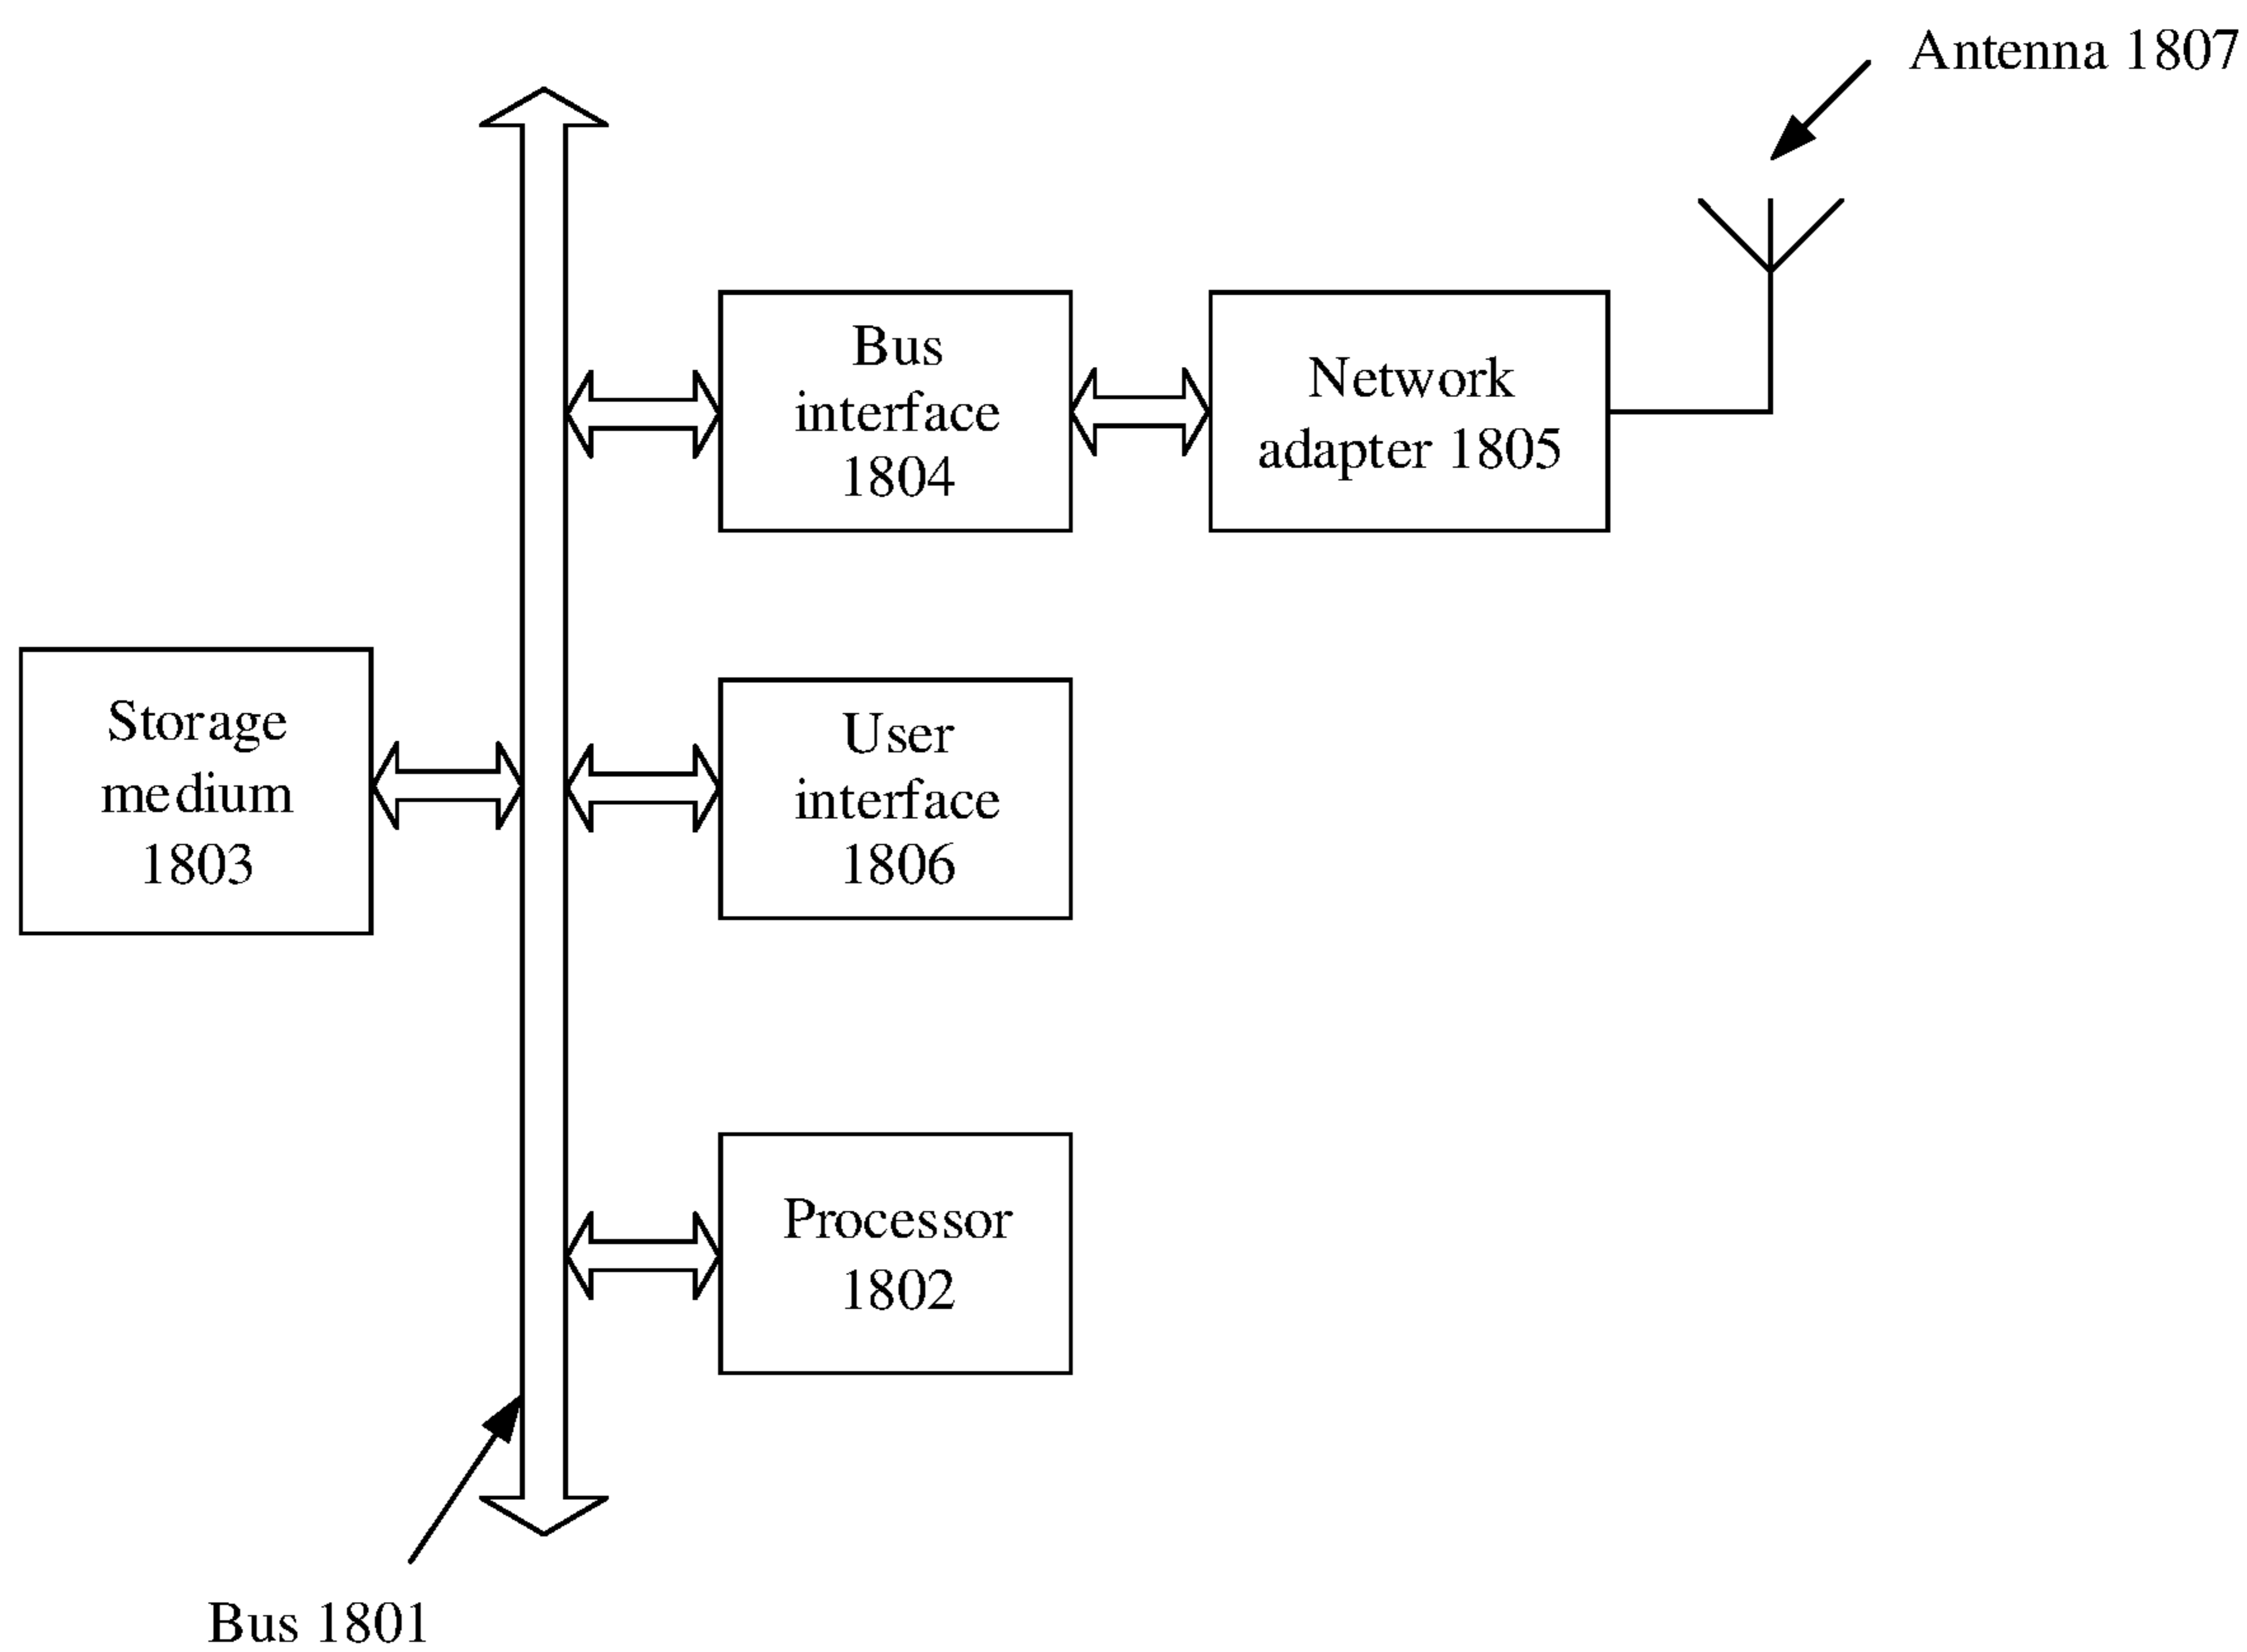 Antenna 1807
Bus
interface
1804
Network
adapter 1805
Storage
medium
1803
User
interface
1806
Processor
1802
Bus 1801